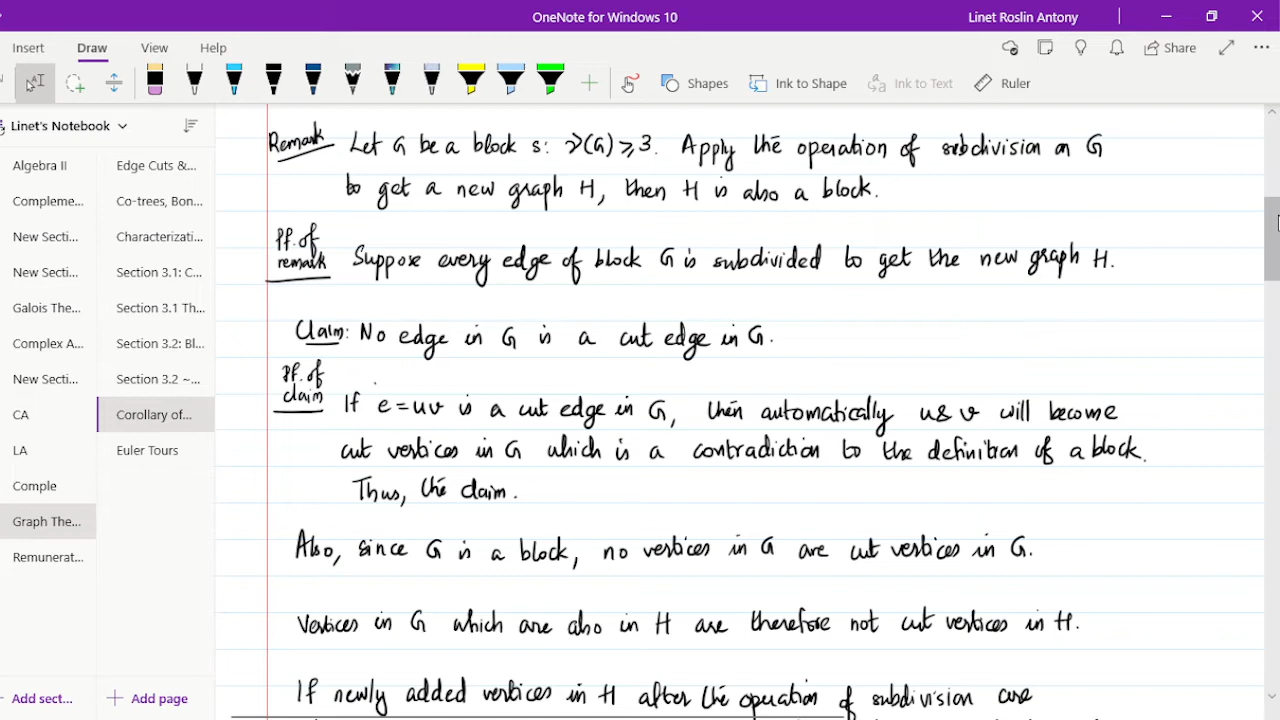 OneNote for Windows 10
Linet Roslin Antony
Insert
Draw
View
Help
Share
Shapes
Ink to Shape
Ink to Text
Ruler
Linet's Notebook
Algebra II
Compleme...
New Secti...
New Secti...
Galois The...
Complex A...
New Secti...
CA
LA
Comple
Graph The...
Remunerat...
Add sect...
Edge Cuts &...
Co-trees, Bon...
Characterizati...
Section 3.1: C...
Section 3.1 Th...
Section 3.2: Bl...
Section 3.2 ~...
Corollary of...
Euler Tours
Add page
Remark Let G be a block s: ν(G) ⩾ 3. Apply the operation of subdivision on G
to get a new graph H, then H is also a block.
Pf. of
remark Suppose every edge of block G is subdivided to get the new graph H.
Claim: No edge in G is a cut edge in G.
Pf. of
claim If e = uv is a cut edge in G, then automatically u & v will become
cut vertices in G which is a contradiction to the definition of a block.
Thus, the claim.
Also, since G is a block, no vertices in G are cut vertices in G.
Vertices in G which are also in H are therefore not cut vertices in H.
If newly added vertices in H after the operation of subdivision are